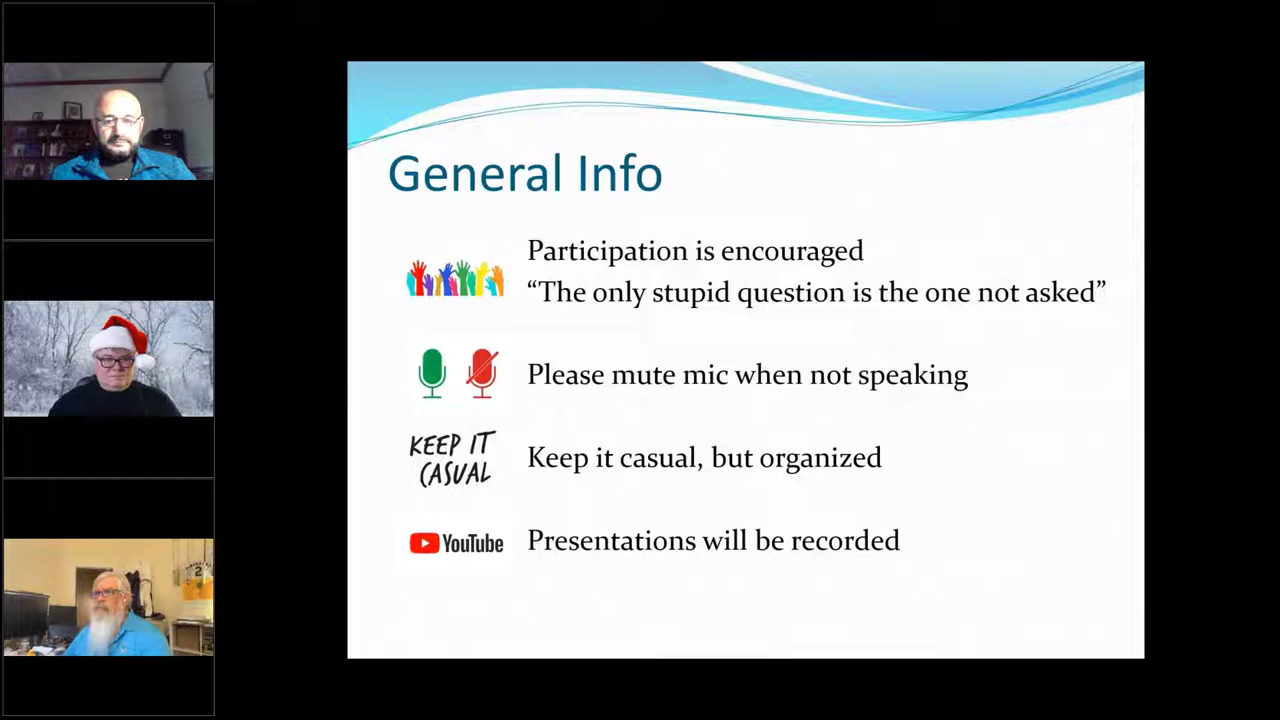 General Info
Participation is encouraged
“The only stupid question is the one not asked”
Please mute mic when not speaking
KEEP IT
CASUAL
Keep it casual, but organized
YouTube
Presentations will be recorded
2